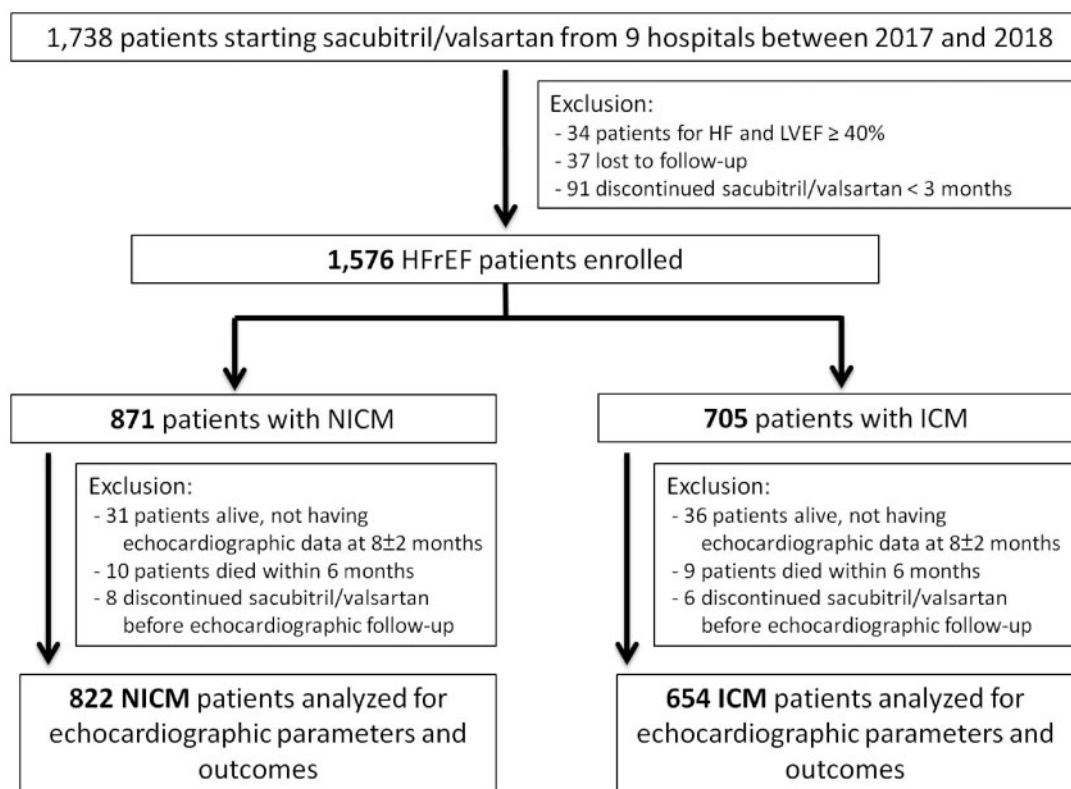 1,738 patients starting sacubitril/valsartan from 9 hospitals between 2017 and 2018
Exclusion:
- 34 patients for HF and LVEF ≥ 40%
- 37 lost to follow-up
- 91 discontinued sacubitril/valsartan < 3 months
1,576 HFrEF patients enrolled
871 patients with NICM
705 patients with ICM
Exclusion:
- 31 patients alive, not having
echocardiographic data at 8±2 months
- 10 patients died within 6 months
- 8 discontinued sacubitril/valsartan
before echocardiographic follow-up
Exclusion:
- 36 patients alive, not having
echocardiographic data at 8±2 months
- 9 patients died within 6 months
- 6 discontinued sacubitril/valsartan
before echocardiographic follow-up
822 NICM patients analyzed for
echocardiographic parameters and
outcomes
654 ICM patients analyzed for
echocardiographic parameters and
outcomes